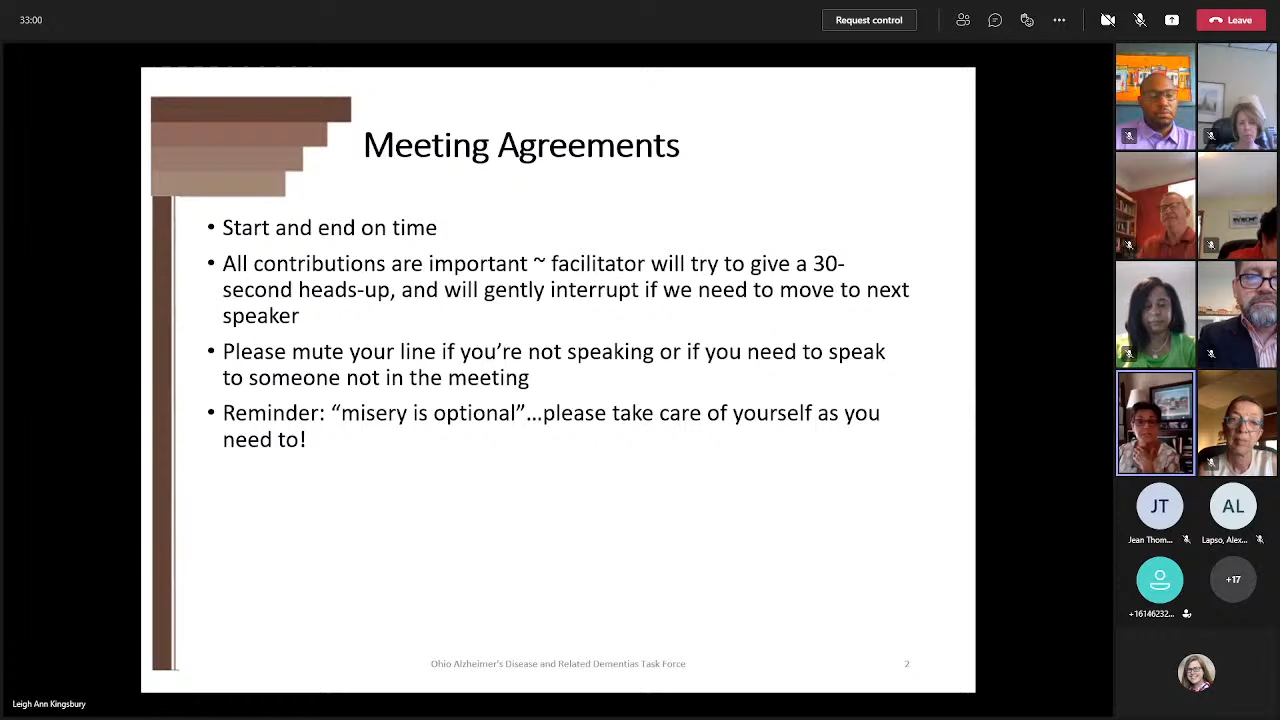 33:00
Request control
Leave
Meeting Agreements
• Start and end on time
• All contributions are important ~ facilitator will try to give a 30-
second heads-up, and will gently interrupt if we need to move to next
speaker
• Please mute your line if you’re not speaking or if you need to speak
to someone not in the meeting
• Reminder: “misery is optional”…please take care of yourself as you
need to!
Ohio Alzheimer's Disease and Related Dementias Task Force
2
JT
AL
Jean Thom...
Lapso, Alex...
+17
+16146232...
Leigh Ann Kingsbury